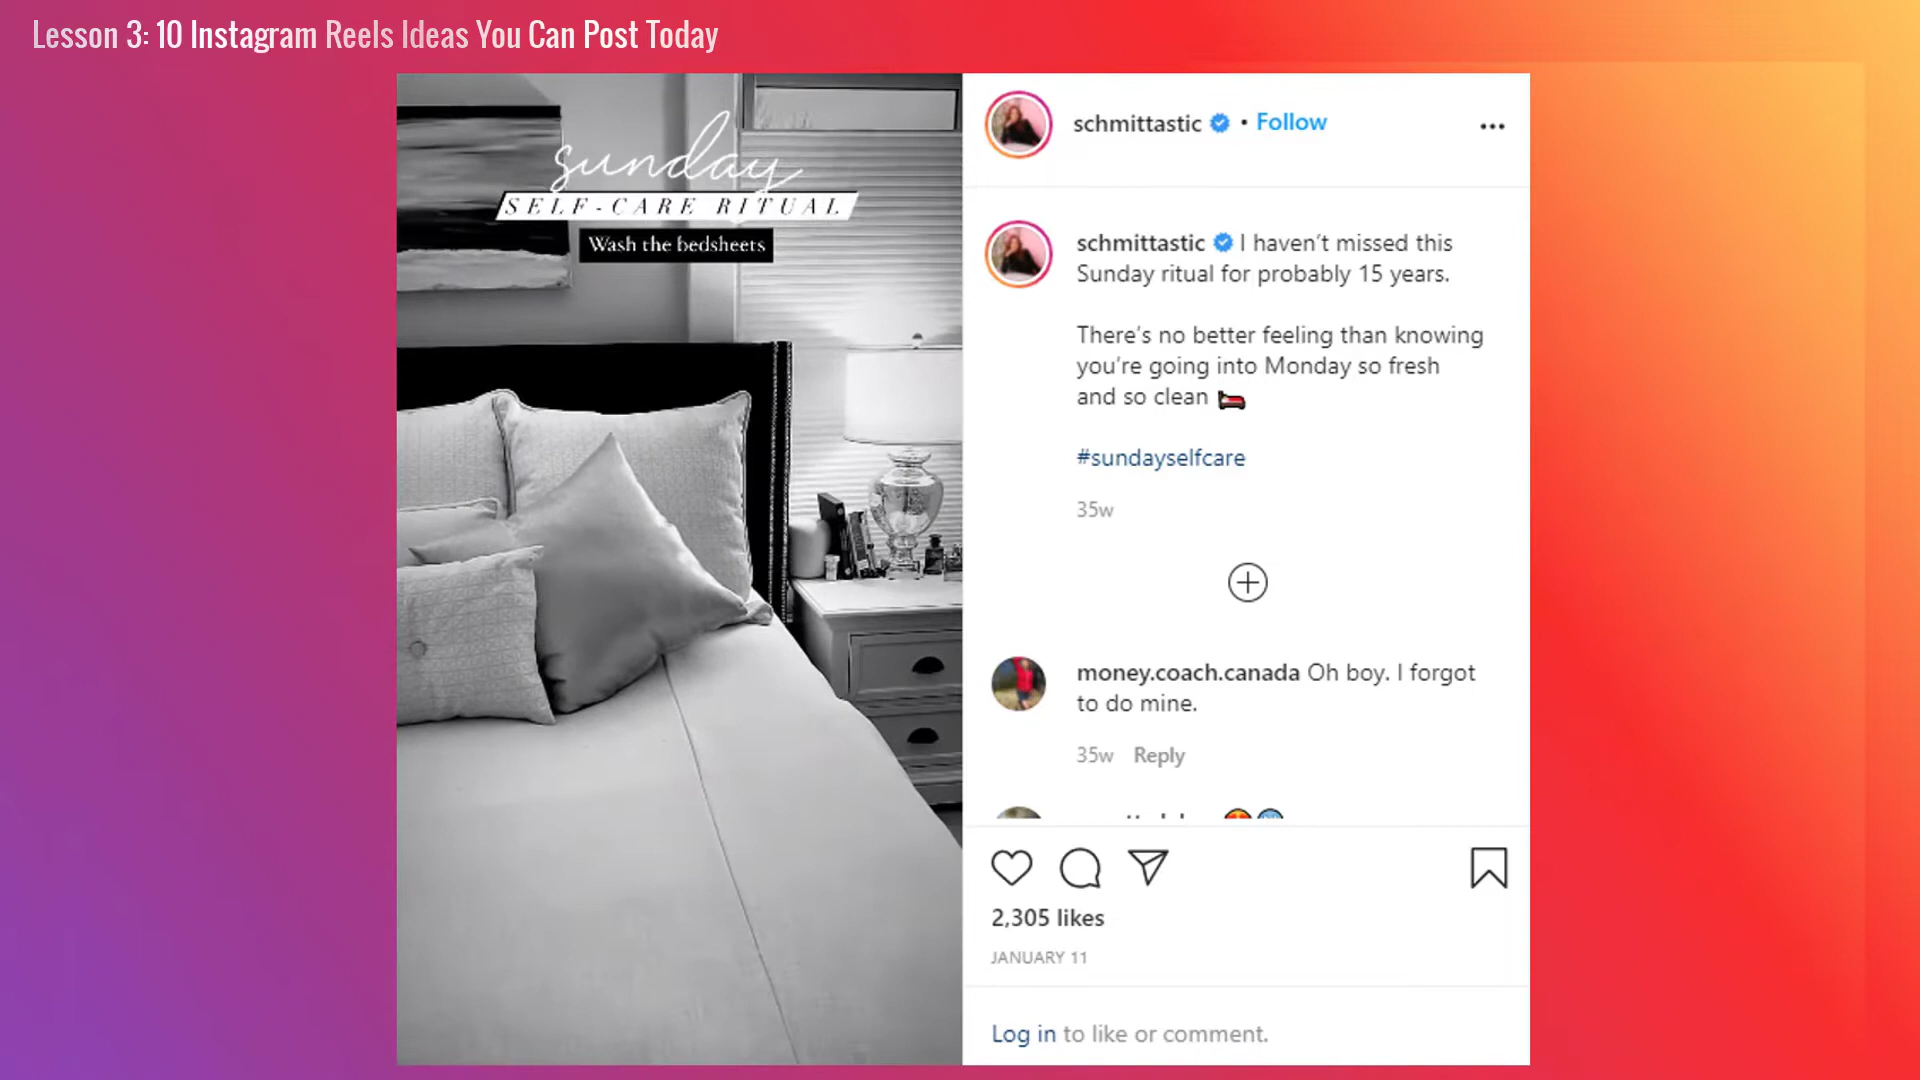 Lesson 3: 10 Instagram Reels Ideas You Can Post Today
sunday
SELF-CARE RITUAL
Wash the bedsheets
schmittastic • Follow
schmittastic I haven't missed this
Sunday ritual for probably 15 years.
There's no better feeling than knowing
you're going into Monday so fresh
and so clean
#sundayselfcare
35w
money.coach.canada Oh boy. I forgot
to do mine.
35w Reply
2,305 likes
JANUARY 11
Log in to like or comment.